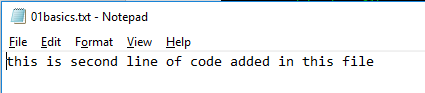 01basics.txt - Notepad
File Edit Format View Help
this is second line of code added in this file